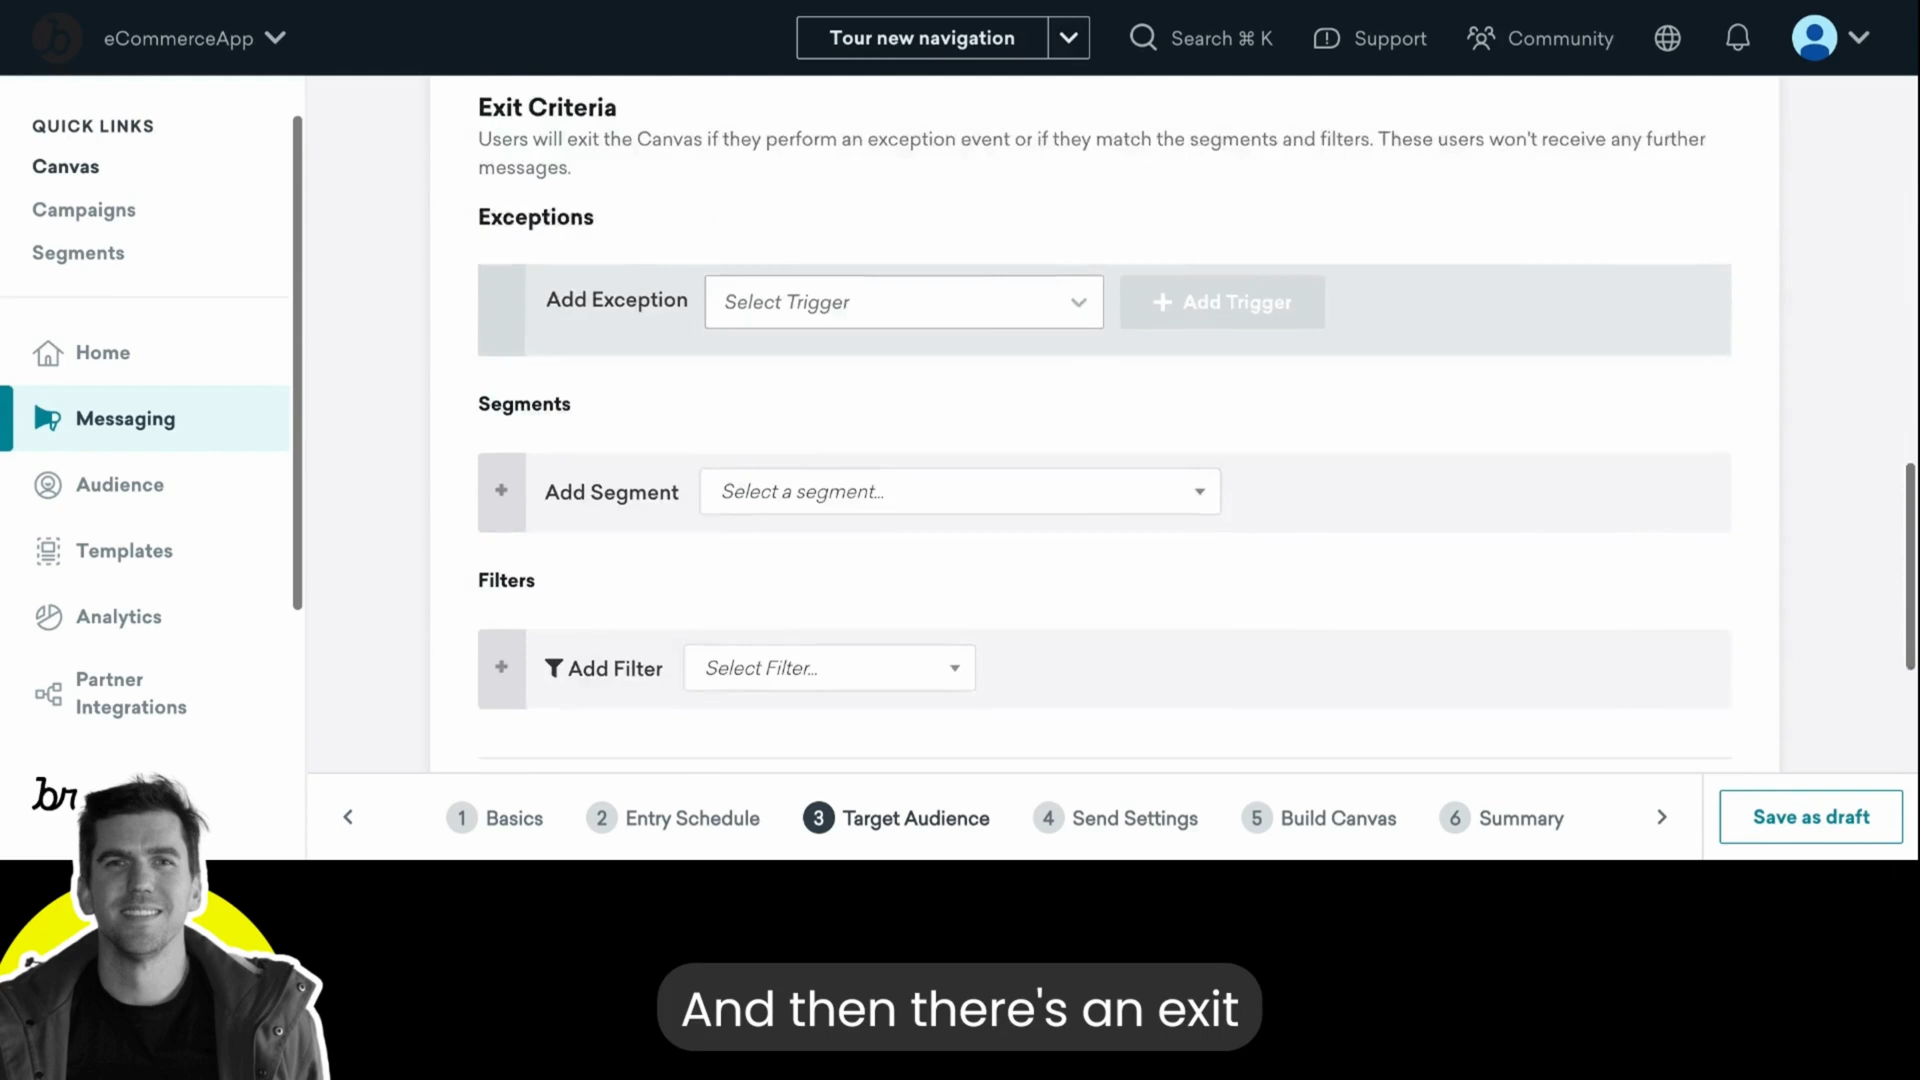 eCommerceApp
Tour new navigation
Search ⌘ K
Support
Community
QUICK LINKS
Canvas
Campaigns
Segments
Home
Messaging
Audience
Templates
Analytics
Partner
Integrations
br
Exit Criteria
Users will exit the Canvas if they perform an exception event or if they match the segments and filters. These users won't receive any further
messages.
Exceptions
Add Exception
Select Trigger
+ Add Trigger
Segments
+ Add Segment
Select a segment...
Filters
+ Add Filter
Select Filter...
1 Basics
2 Entry Schedule
3 Target Audience
4 Send Settings
5 Build Canvas
6 Summary
Save as draft
And then there's an exit